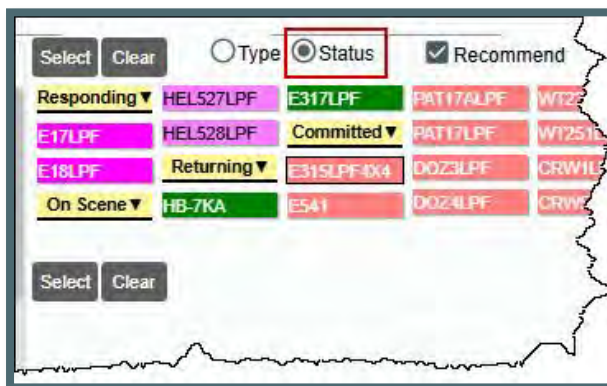 Select Clear Type Status Recommend
Responding▼ HEL527LPF E317LPF PAT17ALPF
E17LPF HEL528LPF Committed▼ PAT17LPF
E18LPF Returning▼ E315LPF4X4 DOZ3LPF CRW1L
On Scene▼ HB-7KA E541 DOZ4LPF
Select Clear